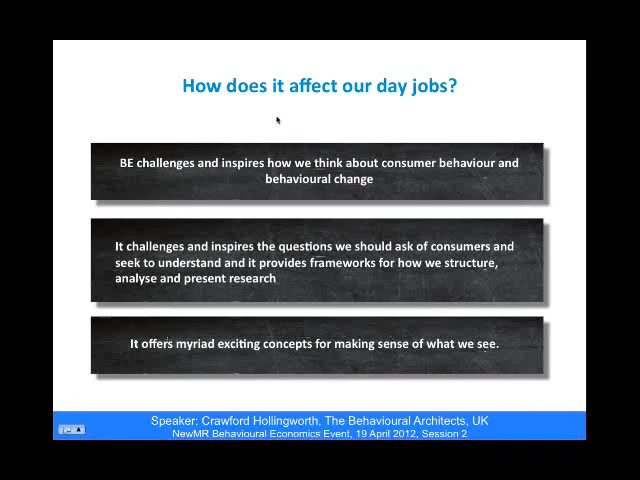 How does it affect our day jobs?
BE challenges and inspires how we think about consumer behaviour and
behavioural change
It challenges and inspires the questions we should ask of consumers and
seek to understand and it provides frameworks for how we structure,
analyse and present research
It offers myriad exciting concepts for making sense of what we see.
Speaker: Crawford Hollingworth, The Behavioural Architects, UK
NewMR Behavioural Economics Event, 19 April 2012, Session 2